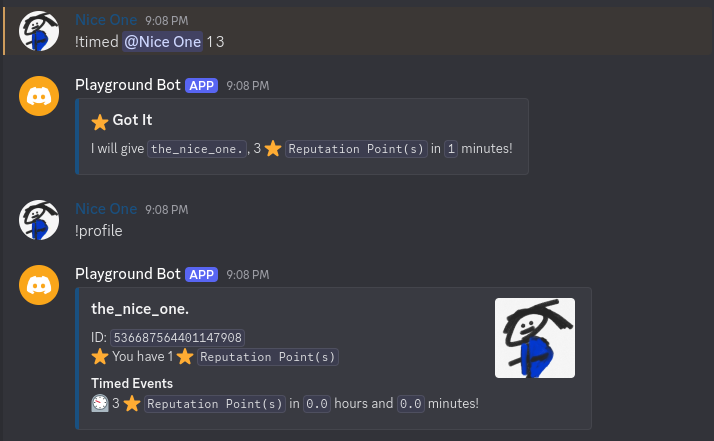 Nice One 9:08 PM
!timed @Nice One 1 3
Playground Bot APP 9:08 PM
Got It
I will give the_nice_one., 3 Reputation Point(s) in 1 minutes!
Nice One 9:08 PM
!profile
Playground Bot APP 9:08 PM
the_nice_one.
ID: 536687564401147908
You have 1 Reputation Point(s)
Timed Events
3 Reputation Point(s) in 0.0 hours and 0.0 minutes!